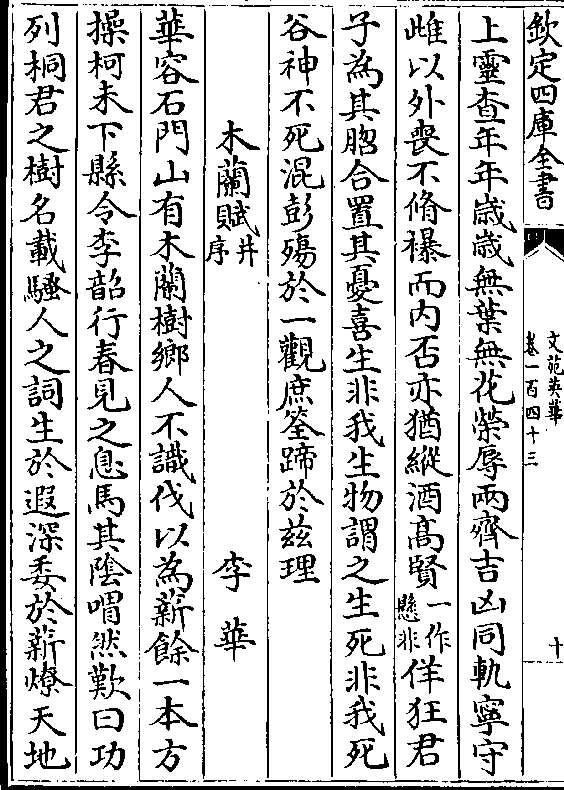 欽定四庫全書
文苑英華
卷一百四十三
十
上靈查年年歲歲無葉無花榮辱兩齊吉凶同軌寧守
雌以外喪不脩襮而内否亦猶縱酒髙賢一作懸非佯狂君
子為其脗合置其憂喜生非我生物謂之生死非我死
谷神不死混彭殤於一觀庶筌蹄於兹理
木蘭賦并序 李華
華容石門山有木蘭樹鄉人不識伐以為薪餘一本方
操柯未下縣令李韶行春見之息馬其陰喟然歎曰功
列桐君之樹名載騷人之詞生於遐深委於薪燎天地